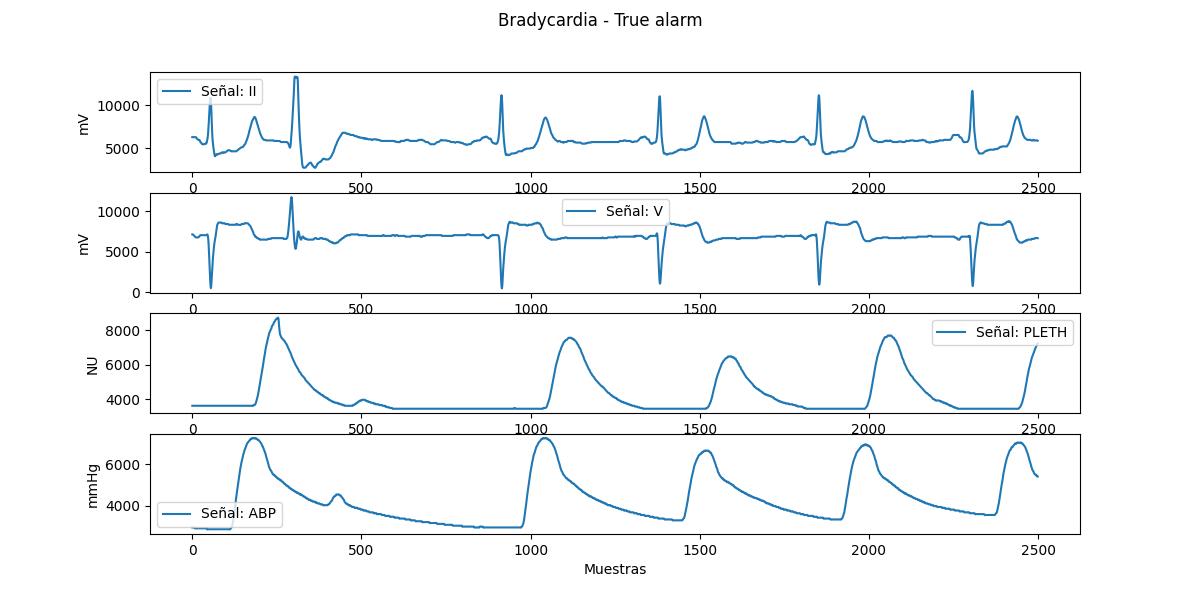 Bradycardia - True alarm
Señal: II
mV
10000
5000
0 500 1000 1500 2000 2500
Señal: V
mV
10000
5000
0
0 500 1000 1500 2000 2500
Señal: PLETH
NU
8000
6000
4000
0 500 1000 1500 2000 2500
Señal: ABP
mmHg
6000
4000
0 500 1000 1500 2000 2500
Muestras